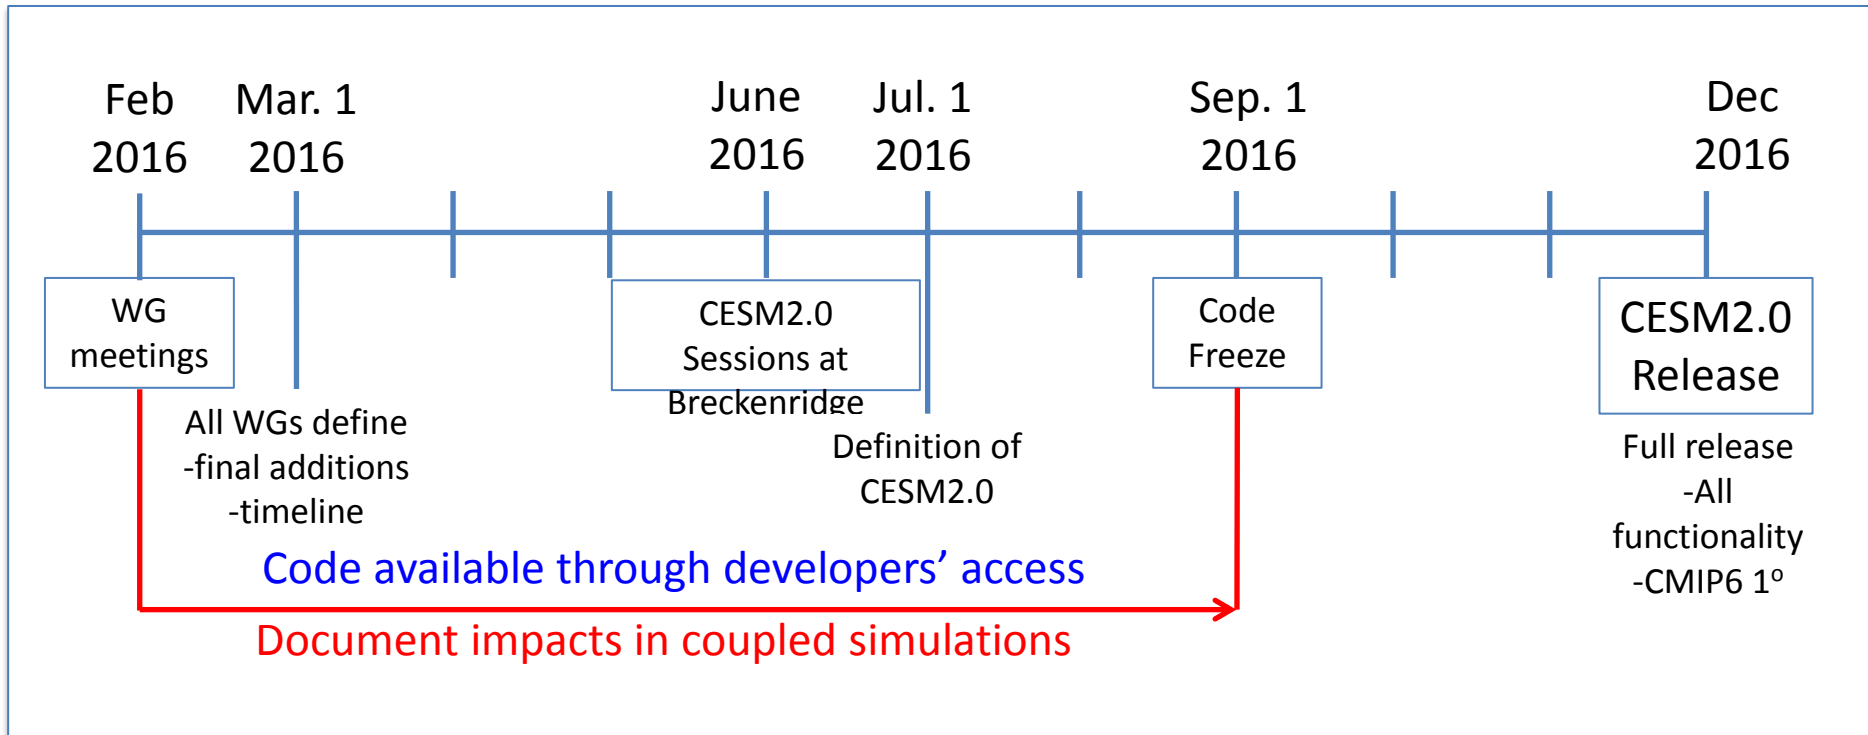 Feb
2016
Mar. 1
2016
June
2016
Jul. 1
2016
Sep. 1
2016
Dec
2016
WG
meetings
All WGs define
-final additions
-timeline
CESM2.0
Sessions at
Breckenridge
Definition of
CESM2.0
Code
Freeze
CESM2.0
Release
Full release
-All
functionality
-CMIP6 1º
Code available through developers’ access
Document impacts in coupled simulations